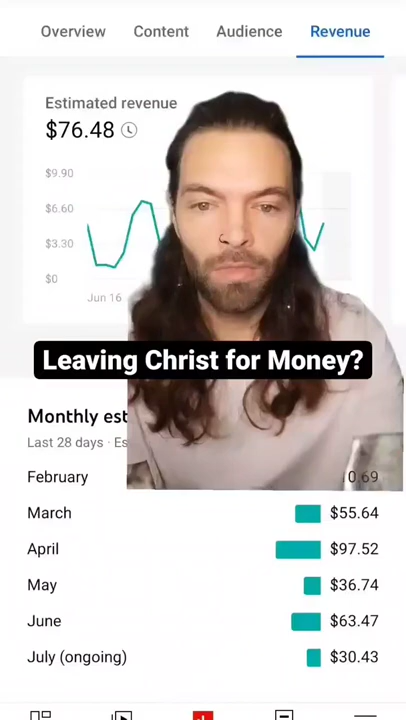 Overview Content Audience Revenue
Estimated revenue
$76.48
$9.90
$6.60
$3.30
$0
Jun 16
Leaving Christ for Money?
Monthly est
Last 28 days · Es
February 0.69
March $55.64
April $97.52
May $36.74
June $63.47
July (ongoing) $30.43